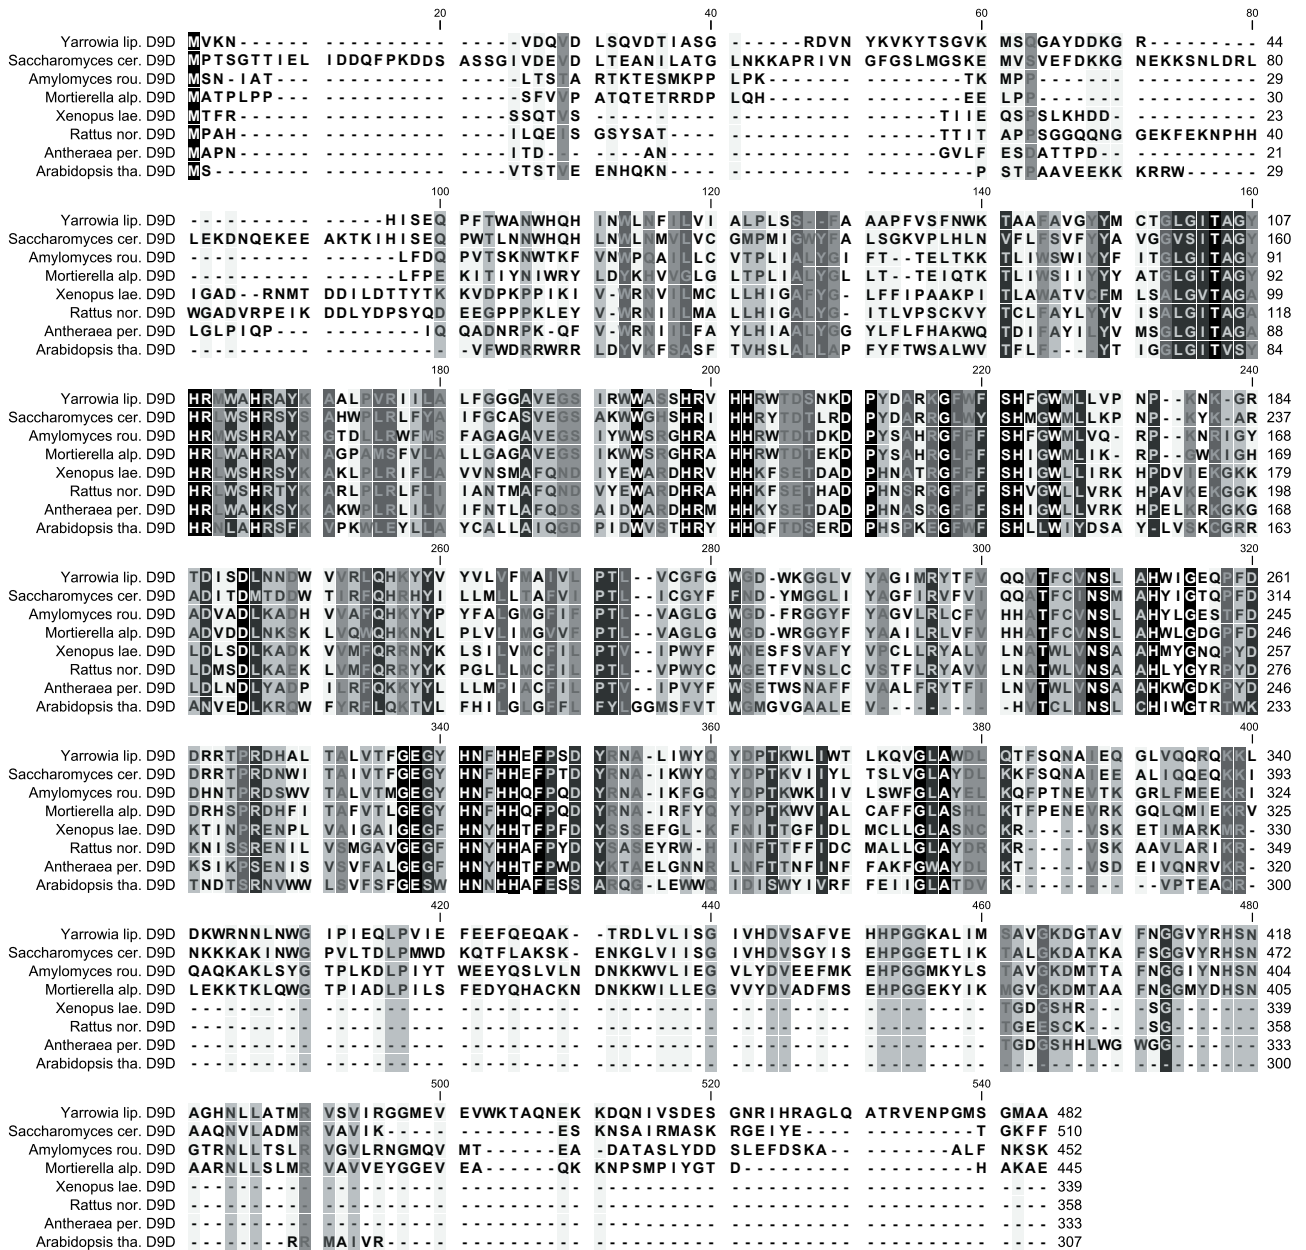 20 40 60 80
Yarrowia lip. D9D MVKN------ ---------- -----VDQVD LSQVDTIASG -------RDVN YKVKYTSGVK MSQGAYDDKG R--------- 44
Saccharomyces cer. D9D MPTSGTTIEL IDDQFPKDDS ASSGIVDEVD LTEANILATG LNKKAPRIVN GFGSLMGSKE MVSVEFDKKG NEKKSNLDRL 80
Amylomyces rou. D9D MSN-IAT--- ---------- -----LTSTA RTKTESMKPP LPK------- --------TK MPP------- ---------- 29
Mortierella alp. D9D MATPLPP--- ---------- -----SFVVP ATQTETRRDP LQH------- --------EE LPP------- ---------- 30
Xenopus lae. D9D MTFR------ ---------- ----SSQTVS ---------- ---------- ------TIIE QSPSLKHDD- ---------- 23
Rattus nor. D9D MPAH------ ---------- ----ILQEIS GSYSAT---- ---------- ------TTIT APPSGGQQNG GEKFEKNPHH 40
Antheraea per. D9D MAPN------ ---------- ----ITD--- ----AN---- ---------- ------GVLF ESDATTPD-- ---------- 21
Arabidopsis tha. D9D MS-------- ---------- ----VTSTVE ENHQKN---- ---------- ---------P STPAAVEEKK KRRW------ 29
100 120 140 160
Yarrowia lip. D9D ---------- -----HISEQ PFTWANWHQH INWLNFILVI ALPLSS-FA AAPFVSFNWK TAAFAVGYYM CTGLGITAGY 107
Saccharomyces cer. D9D LEKDNQEKEE AKTKIHISEQ PWTLNNWHQH LNWLNMVLVC GMPMIGWYFA LSGKVPLHLN VFLFSVFYYA VGGVSITAGY 160
Amylomyces rou. D9D ---------- ------LFDQ PVTSKNWTKF VNWPQAILLC VTPLIALYGI FT--TELTKK TLIWSWIYYF ITGLGITAGY 91
Mortierella alp. D9D ---------- ------LFPE KITIYNIWRY LDYKHVVGLG LTPLIALYGL LT--TEIQTK TLIWSIIYYY ATGLGITAGY 92
Xenopus lae. D9D IGAD--RNMT DDILDTTYTK KVDPKPPIKI V-WRNVILMC LLHIGAFYG- LFFIPAAKPI TLAWATVCFM LSALGVTAGA 99
Rattus nor. D9D WGADVRPEIK DDLYDPSYQD EEGPPPKLEY V-WRNIILMA LLHIGALYG- ITLVPSCKVY TCLFAYLYYV ISALGITAGA 118
Antheraea per. D9D LGLPIQP--- --------IQ QQADNRPK-QF VWRNIILFA YLHIAALYGG YLFLFHAKWQ TDIFAYILYV MSGLGITAGA 88
Arabidopsis tha. D9D ---------- ---------- --VFWDRRWRR LDYVKFSASF TVHSLALLAP FYFTWSALWV TFLF----YT IGGLGITVSY 84
180 200 220 240
Yarrowia lip. D9D HRMWAHRAYK AALPVRIILA LFGGGAVEGS IRWWASSHRV HHRWTDSNKD PYDARKGFWF SHFGWMLLVP NP--KNK-GR 184
Saccharomyces cer. D9D HRLWSHRSYS AHWPLRLFYA IFGCASVEGS AKWWGHSHRI HHRYTDTLRD PYDARRGLWY SHMGWMLLKP NP--KYK-AR 237
Amylomyces rou. D9D HRMWSHRAYR GTDLLRWFMS FAGAGAVEGS IYWWSRGHRA HHRWTDTDKD PYSAHRGFFF SHFGWMLVQ- RP--KNRIGY 168
Mortierella alp. D9D HRLWAHRAYN AGPAMSFVLA LLGAGAVEGS IKWWSRGHRA HHRWTDTEKD PYSAHRGLFF SHIGWMLIK- RP--GWKIGH 169
Xenopus lae. D9D HRLWSHRSYK AKLPLRIFLA VVNSMAFQND IYEWARDHRV HHKFSETDAD PHNATRGFFF SHIGWLLIRK HPDVIEKGKK 179
Rattus nor. D9D HRLWSHRTYK ARLPLRLFLI IANTMAFQND VYEWARDHRA HHKFSETHAD PHNSRRGFFF SHVGWLLVRK HPAVKEKGGK 198
Antheraea per. D9D HRLWAHKSYK AKWPLRLILV IFNTLAFQDS AIDWARDHRM HHKYSETDAD PHNATRGFFF SHIGWLLVRK HPELKRKGKG 168
Arabidopsis tha. D9D HRNLAHRSFK VPKWLEYLLA YCALLAIQGD PIDWVSTHRY HHQFTDSERD PHSPKEGFWF SHLLWIYDSA Y-LVSKCGRR 163
260 280 300 320
Yarrowia lip. D9D TDISDLNNDW VVRLQHKYYV YVLVFMAIVL PTL--VCGFG WGD-WKGGLV YAGIMRYTFV QQVTFCVNSL AHWIGEQPFD 261
Saccharomyces cer. D9D ADITDMTDDW TIRFQHRHYI LLMLLTAFVI PTL--ICGYF FND-YMGGLI YAGFIRVFVI QQATFCINSM AHYIGTQPFD 314
Amylomyces rou. D9D ADVADLKADH VVKFQHKYYP YFALGMGFIF PTL--VAGLG WGD-FRGGYF YAGVLRLCFV HHATFCVNSL AHYLGESTFD 245
Mortierella alp. D9D ADVDDLNKSK LVQWQHKNYL PLVLIMGVVF PTL--VAGLG WGD-WRGGYF YAAILRLVFV HHATFCVNSL AHWLGDGPFD 246
Xenopus lae. D9D LDLSDLKADK VVMFQRRNYK LSILVMCFIL PTL--IPWYF WNESFSVAFY VPCLLRYALV LNATWLVNSA AHMYGNQPYD 257
Rattus nor. D9D LDMSDLKAEK LVMFQRRYYK PGLLLMCFIL PTL--VPWYC WGETFVNSLC VSTFLRYAVV LNATWLVNSA AHLYGYRPYD 276
Antheraea per. D9D LDLNDLYADP ILRFQKKYYL LLMPIACFIL PTV--IPVYF WSETWSNAFF VAALFRYTFI LNVTWLVNSA AHKWGDKPYD 246
Arabidopsis tha. D9D ANVEDLKRQW FYRFLQKTVL FHILGLGFFL FYLGGMSFVT WGMGVGAALE V--------- -HVTCLINSL CHIWGTRTWK 233
340 360 380 400
Yarrowia lip. D9D DRRTPRDHAL TALVTFGEGY HNFHHEFPSD YRNA-LIWYQ YDPTKWLIWT LKQVGLAWDL QTFSQNAIEQ GLVQQRQKKL 340
Saccharomyces cer. D9D DRRTPRDNWI TAIVTFGEGY HNFHHEFPTD YRNA-IKWYQ YDPTKVIIYL TSLVGLAYDL KKFSQNAIEE ALIQQEQKKI 393
Amylomyces rou. D9D DHNTPRDSWV TALVTMGEGY HNFHHQFPQD YRNA-IKFGQ YDPTKWKIIV LSWFGLAYEL KQFPTNEVTK GRLFMEEKRI 324
Mortierella alp. D9D DRHSPRDHFI TAFVTLGEGY HNFHHQFPQD YRNA-IRFYQ YDPTKWVIAL CAFFGLASHL KTFPENEVRK GQLQMIEKRV 325
Xenopus lae. D9D KTINPRENPL VAIGAIGEGF HNYHHTFPFD YSSSEFGL-K FNITTGFIDL MCLLGLASNC KR-----VSK ETIMARKMR- 330
Rattus nor. D9D KNISSRENIL VSMGAVGEGF HNYHHAFPYD YSASEYRW-H INFTTFFIDC MALLGLAYDR KK-----VSK AAVLARIKR- 349
Antheraea per. D9D KSIKPSENIS VSVFALGEGF HNYHHTFPWD YKTAELGNNR LNFTTNFINF FAKFGWAYDL KT-----VSD EIVQNRVKR- 320
Arabidopsis tha. D9D TNDTSRNVWW LSVFSFGESW HNNHHAFESS ARQG-LEWWQ IDISWYIVRF FEIIGLATDV K--------- --VPTEAQR- 300
420 440 460 480
Yarrowia lip. D9D DKWRNNLNWG IPIEQLPVIE FEEFQEQAK- -TRDLVLISG IVHDVSAFVE HHPGGKALIM SAVGKDGTAV FNGGVYRHSN 418
Saccharomyces cer. D9D NKKKAKINWG PVLTDLPMWD KQTFLAKSK- -ENKGLVIISG IVHDVSGYIS EHPGGETLIK TALGKDATKA FSGGVYRHSN 472
Amylomyces rou. D9D QAQKAKLSYG TPLKDLPIYT WEEYQSLVLN DNKKWVLIEG VLYDVEEFMK EHPGGMKYLS TAVGKDMTTA FNGGIYNHSN 404
Mortierella alp. D9D LEKKTKLQWG TPIADLPILS FEDYQHACKN DNKKWILLEG VVYDVADFMS EHPGGEKYIK MGVGKDMTAA FNGGMYDHSN 405
Xenopus lae. D9D ---------- ---------- ---------- ---------- ---------- ---------- TGDGSHR--- --SG------ 339
Rattus nor. D9D ---------- ---------- ---------- ---------- ---------- ---------- TGEESCK--- --SG------ 358
Antheraea per. D9D ---------- ---------- ---------- ---------- ---------- ---------- TGDGSHHLWG WGG------- 333
Arabidopsis tha. D9D ---------- ---------- ---------- ---------- ---------- ---------- ---------- ---------- 300
500 520 540
Yarrowia lip. D9D AGHNLLATMR VSVIRGGMEV EVWKTAQNEK KDQNIVSDES GNRIHRAGLQ ATRVENPGMS GMAA 482
Saccharomyces cer. D9D AAQNVLADMR VAVIK----- --------ES KNSAIRMASK RGEIYE---- ---------T GKFF 510
Amylomyces rou. D9D GTRNLLTSLR VGVLRNGMQV MT------EA -DATASLYDD SLEFDSKA-- -------ALF NKSK 452
Mortierella alp. D9D AARNLLSLMR VAVVEYGGEV EA------QK KNPSMPIYGT D--------- ---------H AKAE 445
Xenopus lae. D9D ---------- ---------- ---------- ---------- ---------- ---------- ---- 339
Rattus nor. D9D ---------- ---------- ---------- ---------- ---------- ---------- ---- 358
Antheraea per. D9D ---------- ---------- ---------- ---------- ---------- ---------- ---- 333
Arabidopsis tha. D9D --------RR MAIVR----- ---------- ---------- ---------- ---------- ---- 307